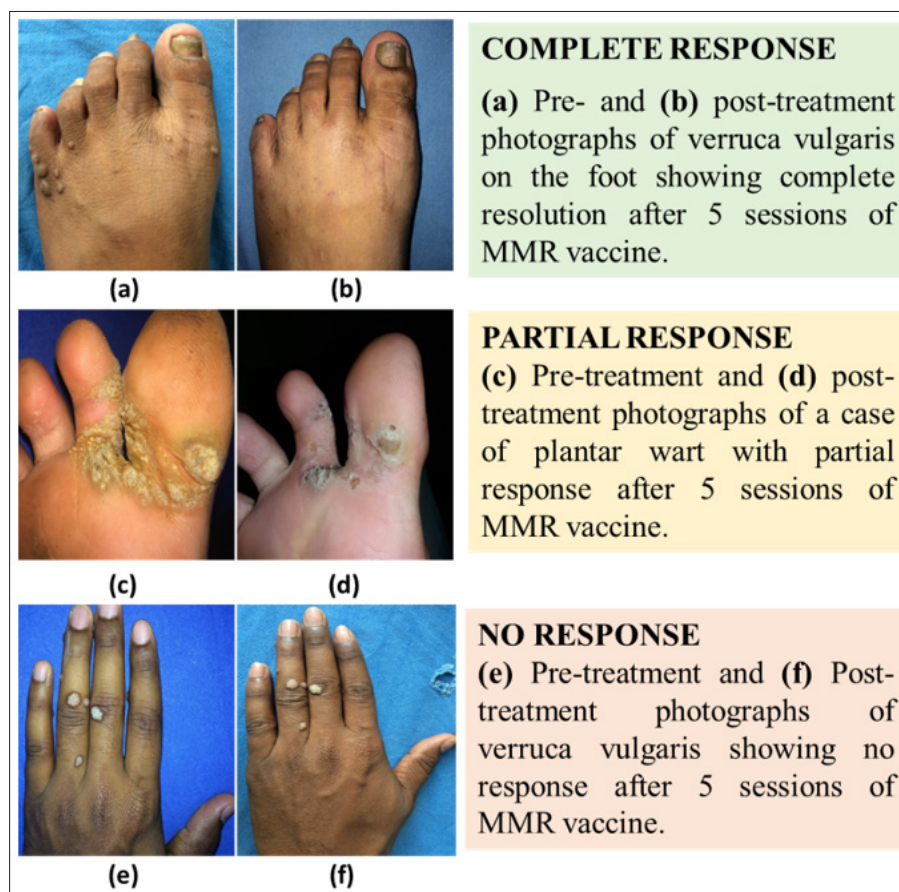 COMPLETE RESPONSE
(a) Pre- and (b) post-treatment
photographs of verruca vulgaris
on the foot showing complete
resolution after 5 sessions of
MMR vaccine.
(a)
(b)
PARTIAL RESPONSE
(c) Pre-treatment and (d) post-
treatment photographs of a case
of plantar wart with partial
response after 5 sessions of
MMR vaccine.
(c)
(d)
NO RESPONSE
(e) Pre-treatment and (f) Post-
treatment photographs of
verruca vulgaris showing no
response after 5 sessions of
MMR vaccine.
(e)
(f)